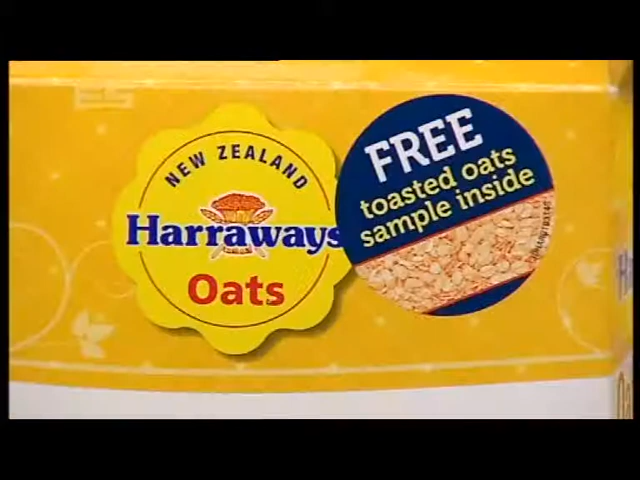 NEW ZEALAND
Harraways
Oats
FREE
toasted oats
sample inside